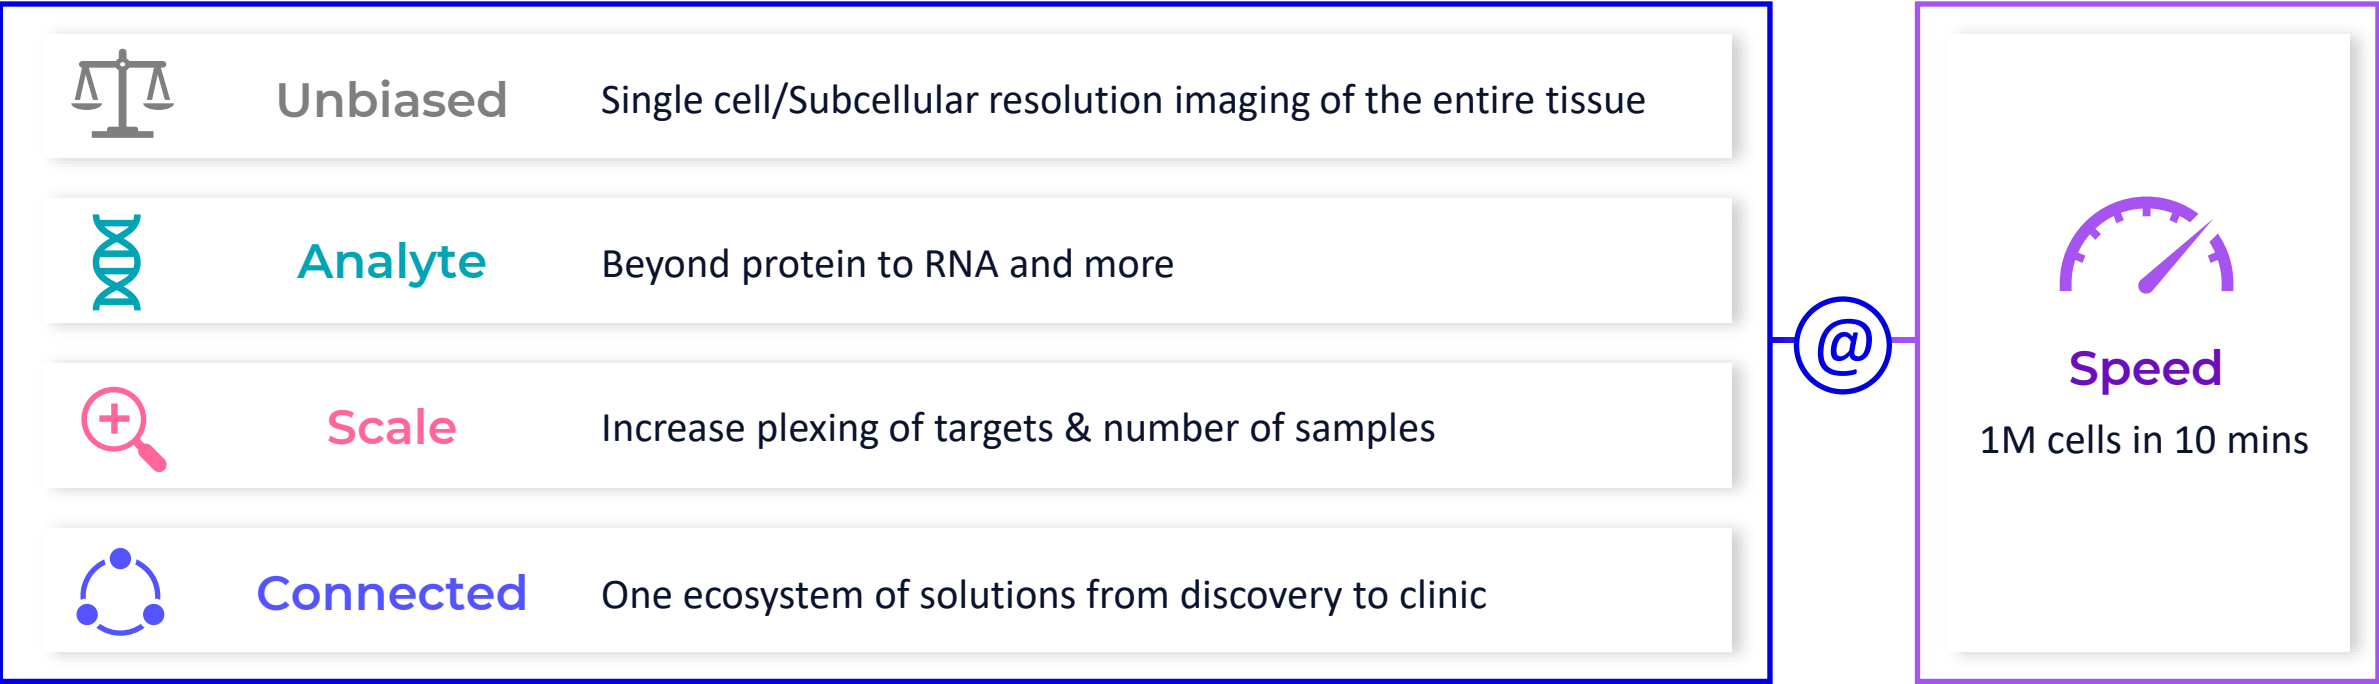 Unbiased
Single cell/Subcellular resolution imaging of the entire tissue
Analyte
Beyond protein to RNA and more
Scale
Increase plexing of targets & number of samples
Connected
One ecosystem of solutions from discovery to clinic
@
Speed
1M cells in 10 mins